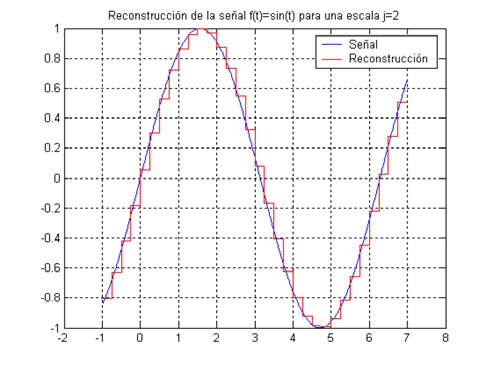 Reconstrucción de la señal f(t)=sin(t) para una escala j=2
Señal
Reconstrucción
1
0.8
0.6
0.4
0.2
0
-0.2
-0.4
-0.6
-0.8
-1
-2 -1 0 1 2 3 4 5 6 7 8